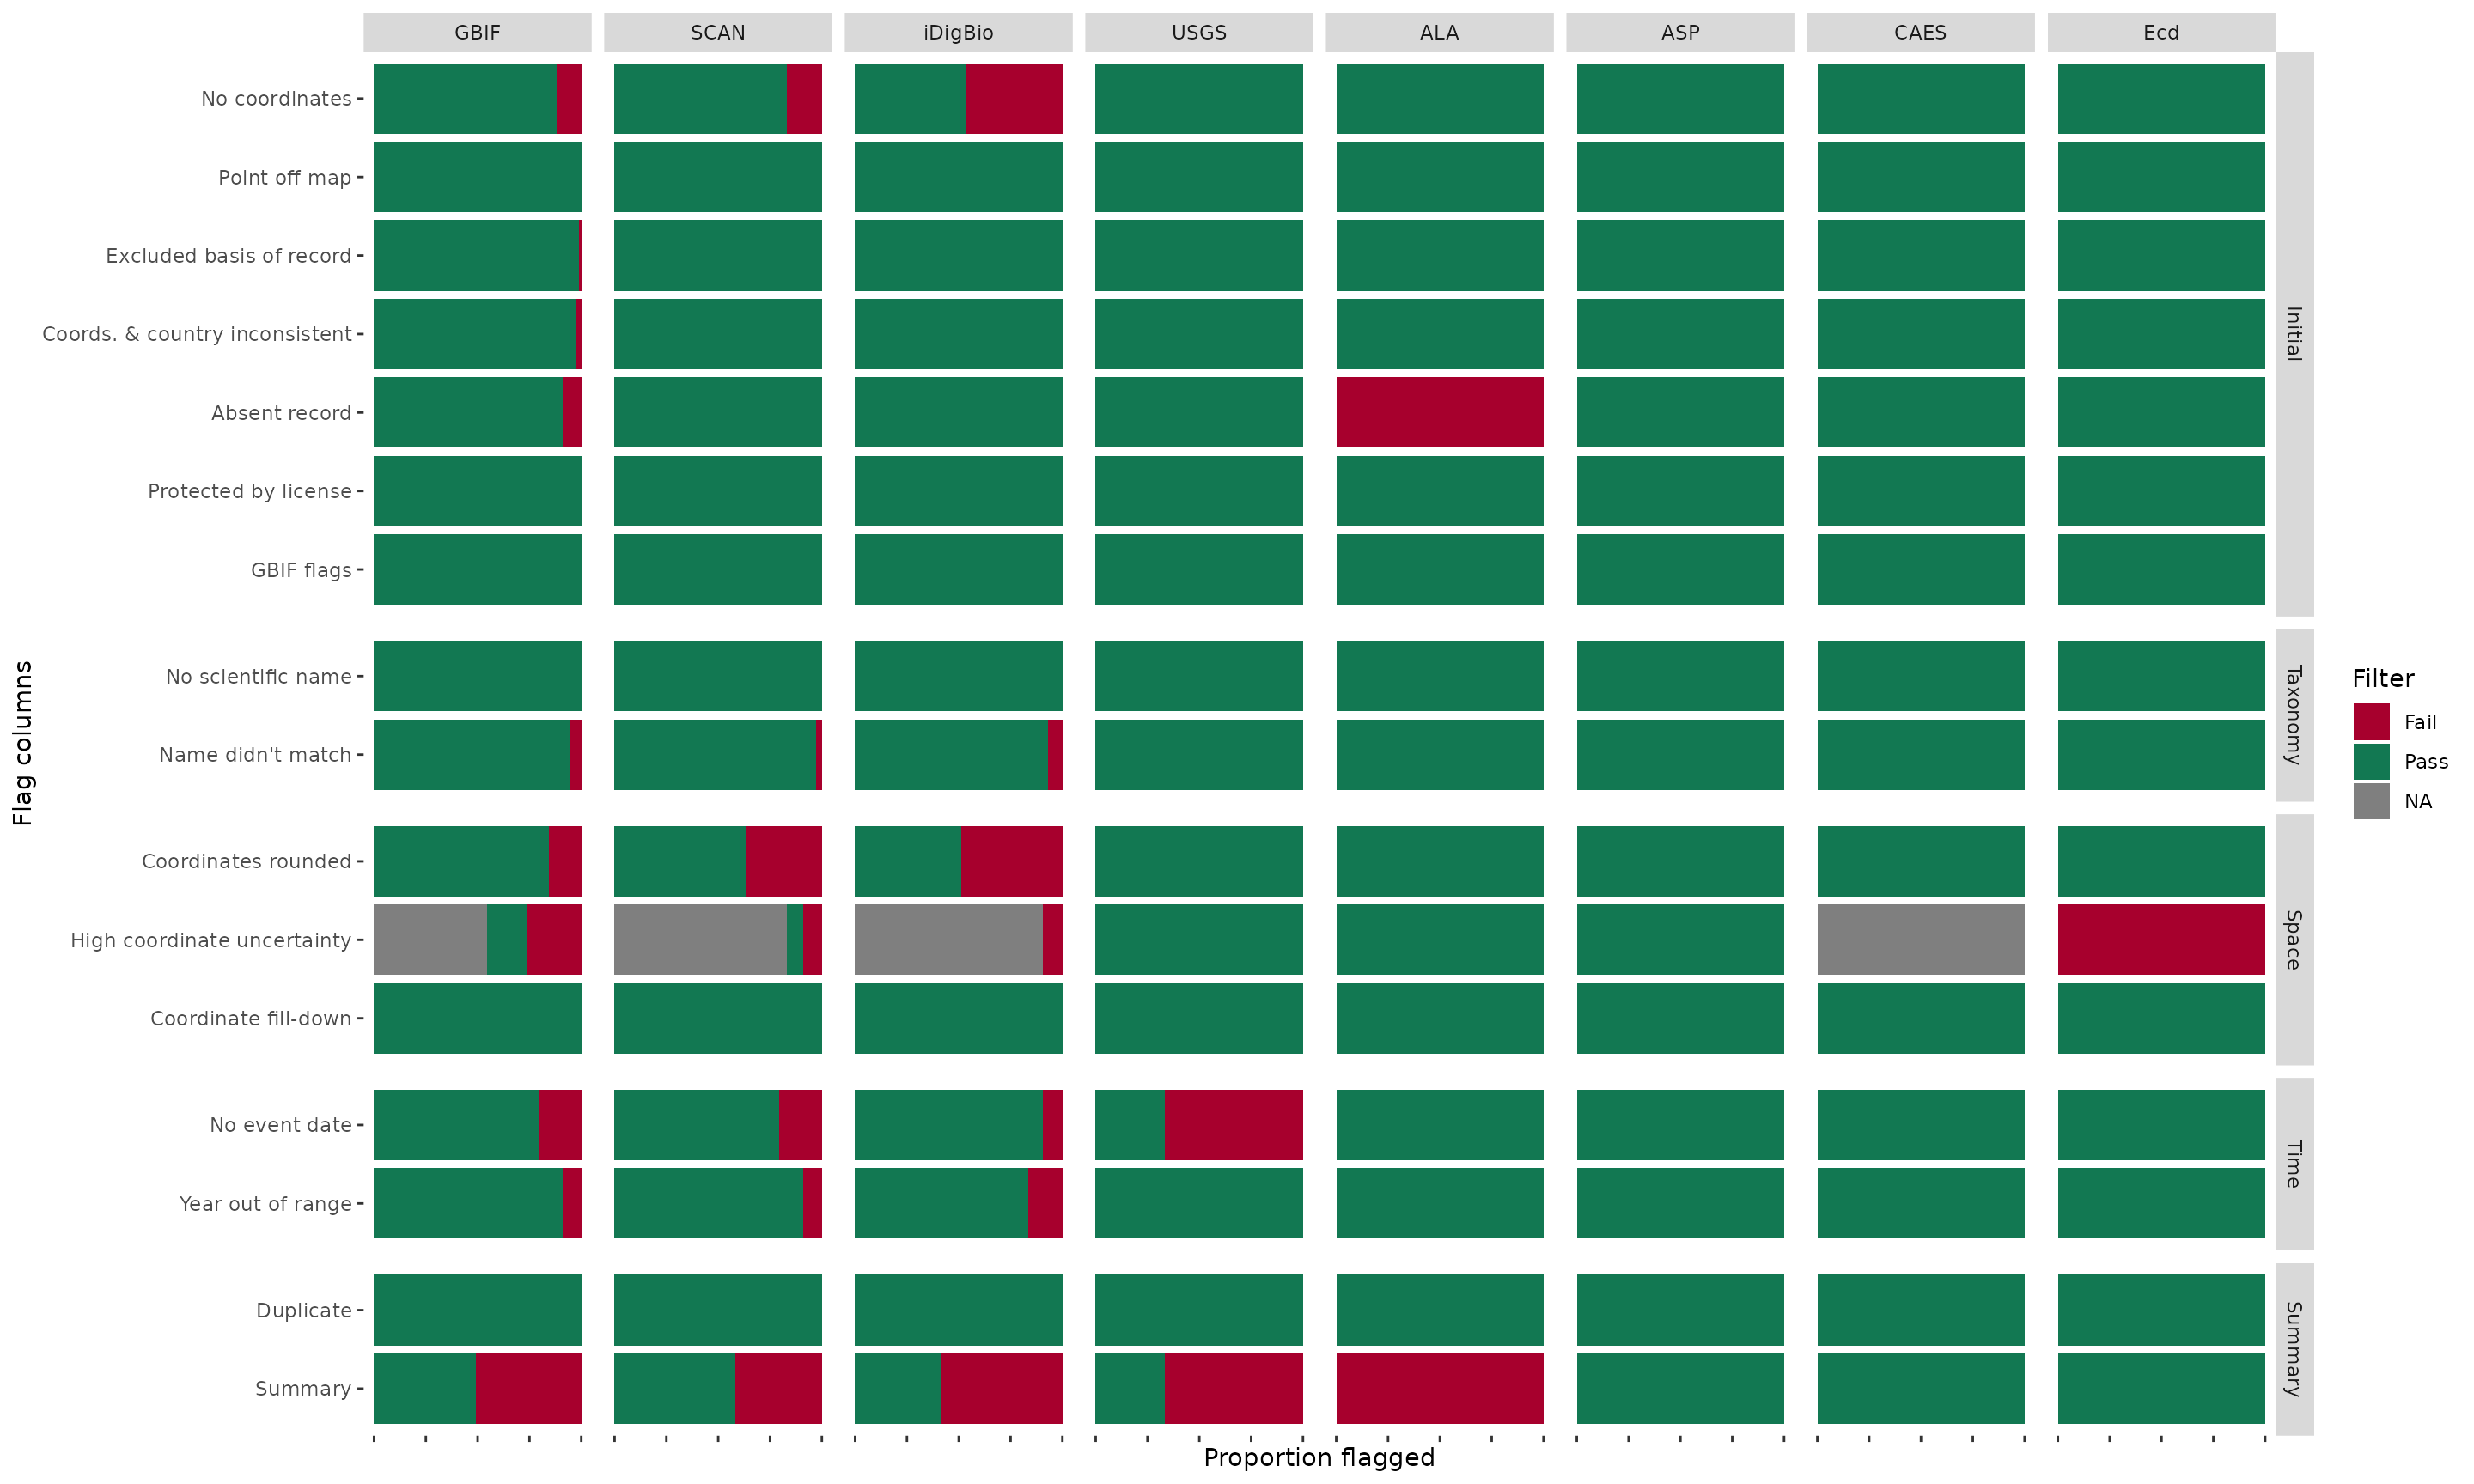 GBIF
SCAN
iDigBio
USGS
ALA
ASP
CAES
Ecd
No coordinates
Point off map
Excluded basis of record
Coords. & country inconsistent
Absent record
Protected by license
GBIF flags
Initial
No scientific name
Name didn't match
Taxonomy
Coordinates rounded
High coordinate uncertainty
Coordinate fill-down
Space
No event date
Year out of range
Time
Duplicate
Summary
Summary
Flag columns
Proportion flagged
Filter
Fail
Pass
NA